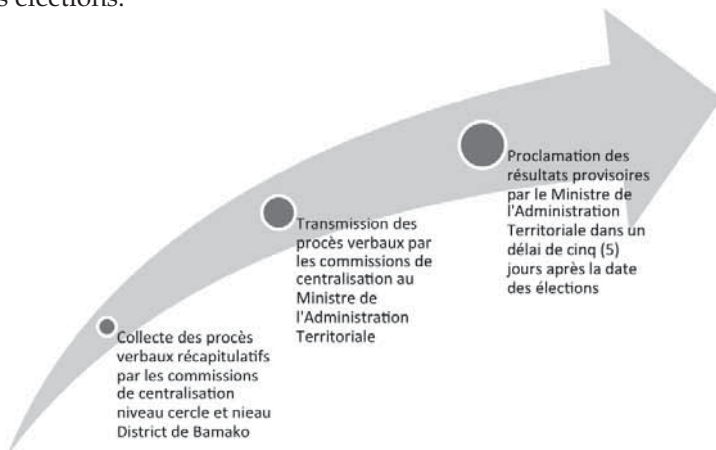 s élections.
Collecte des procès
verbaux récapitulatifs
par les commissions
de centralisation
niveau cercle et nieau
District de Bamako
Transmission des
procès verbaux par
les commissions de
centralisation au
Ministre de
l'Administration
Territoriale
Proclamation des
résultats provisoires
par le Ministre de
l'Administration
Territoriale dans un
délai de cinq (5)
jours après la date
des élections